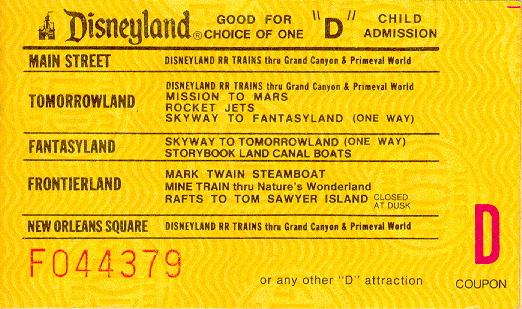 Disneyland® GOOD FOR CHOICE OF ONE "D" CHILD ADMISSION
MAIN STREET DISNEYLAND RR TRAINS thru Grand Canyon & Primeval World
TOMORROWLAND DISNEYLAND RR TRAINS thru Grand Canyon & Primeval World
MISSION TO MARS
ROCKET JETS
SKYWAY TO FANTASYLAND (ONE WAY)
FANTASYLAND SKYWAY TO TOMORROWLAND (ONE WAY)
STORYBOOK LAND CANAL BOATS
FRONTIERLAND MARK TWAIN STEAMBOAT
MINE TRAIN thru Nature's Wonderland
RAFTS TO TOM SAWYER ISLAND CLOSED AT DUSK
NEW ORLEANS SQUARE DISNEYLAND RR TRAINS thru Grand Canyon & Primeval World
F044379
or any other "D" attraction
D
COUPON